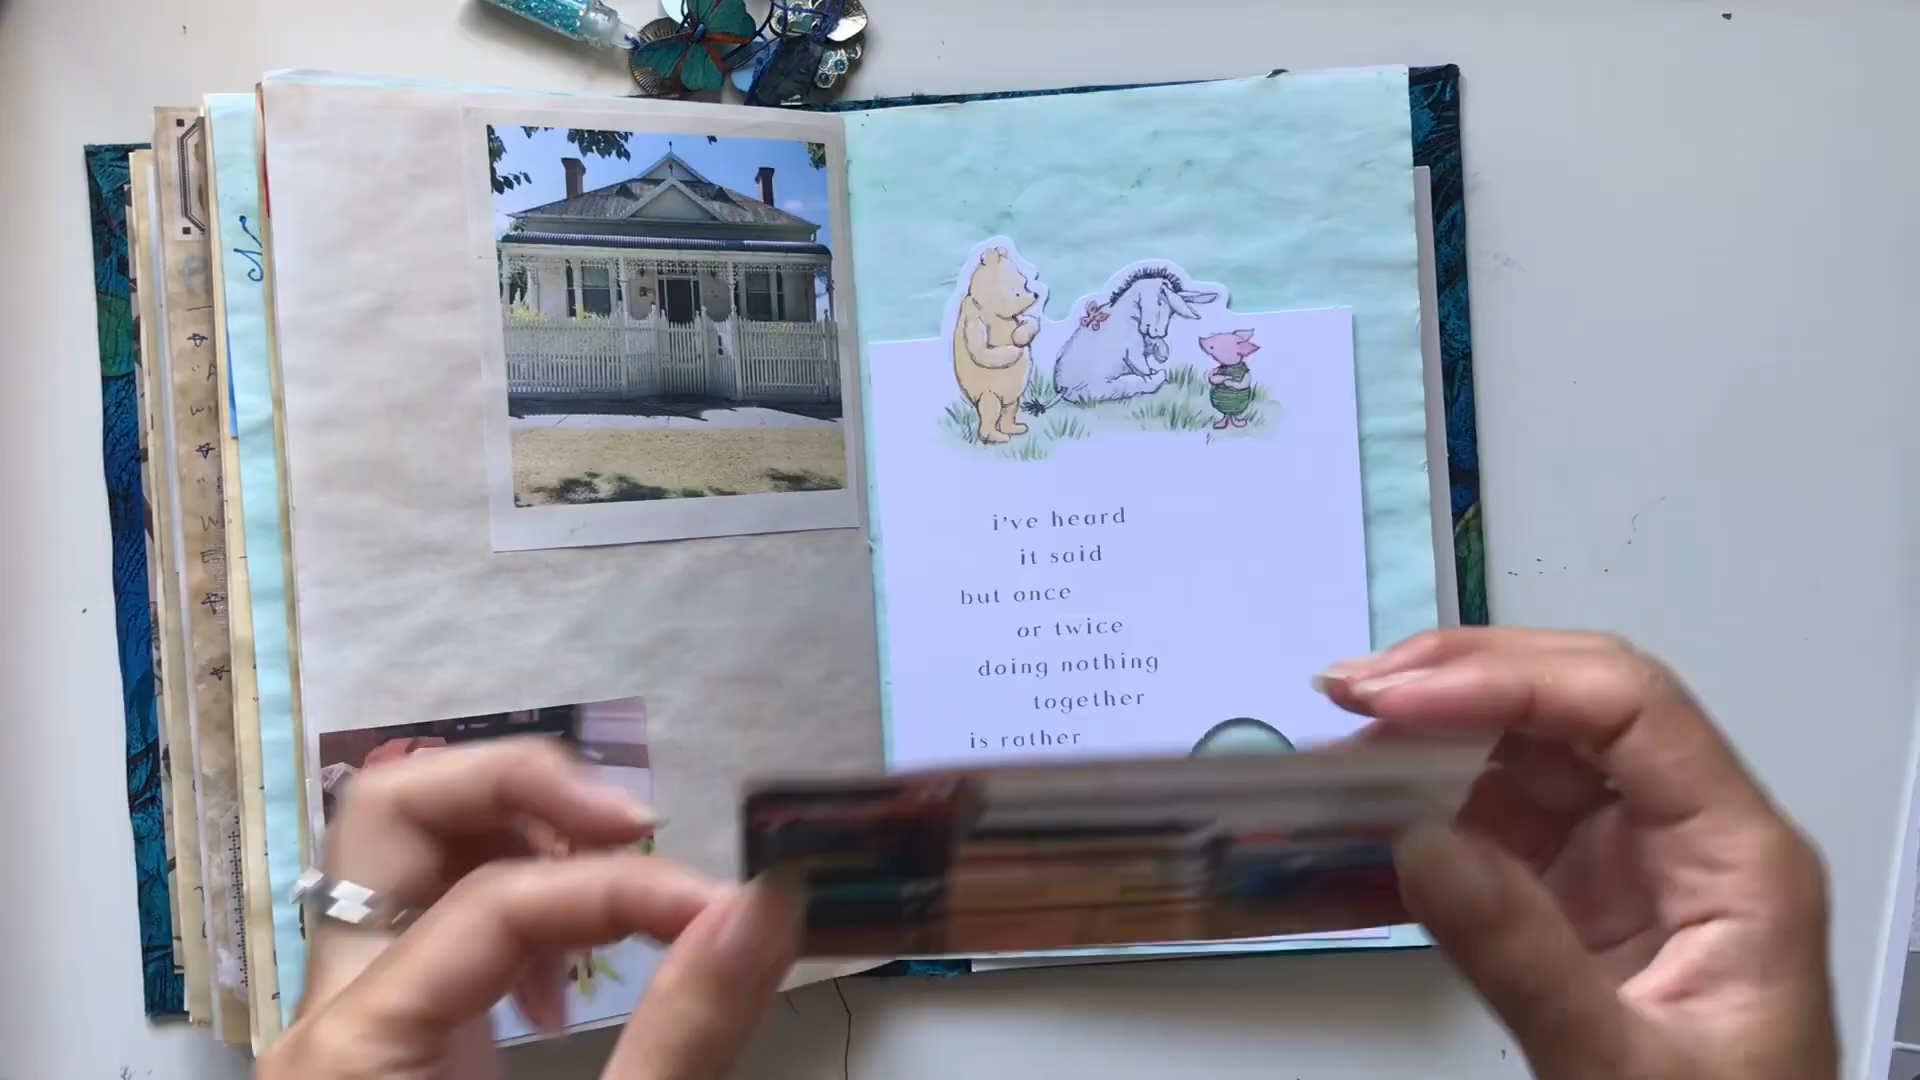 i've heard
it said
but once
or twice
doing nothing
together
is rather